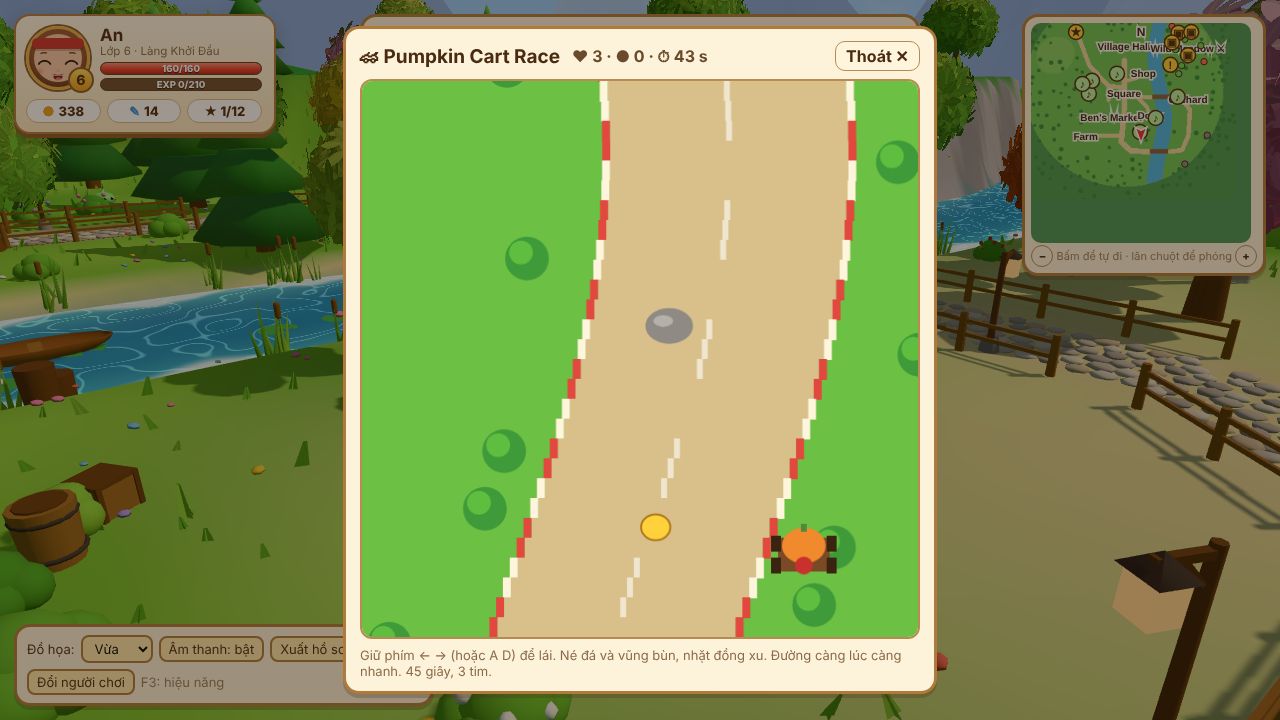 An
Lớp 6 · Làng Khởi Đầu
160/160
EXP 0/210
6
338
14
★ 1/12
Pumpkin Cart Race
♥ 3 · ● 0 · ⏱ 43 s
Thoát ✕
N
Village Hall
Shop
Square
Ben's Market
Farm
− Bấm để tự đi · lăn chuột để phóng +
Đồ họa:
Vừa
Âm thanh: bật
Xuất hồ sơ
Đổi người chơi
F3: hiệu năng
Giữ phím ← → (hoặc A D) để lái. Né đá và vũng bùn, nhặt đồng xu. Đường càng lúc càng
nhanh. 45 giây, 3 tim.